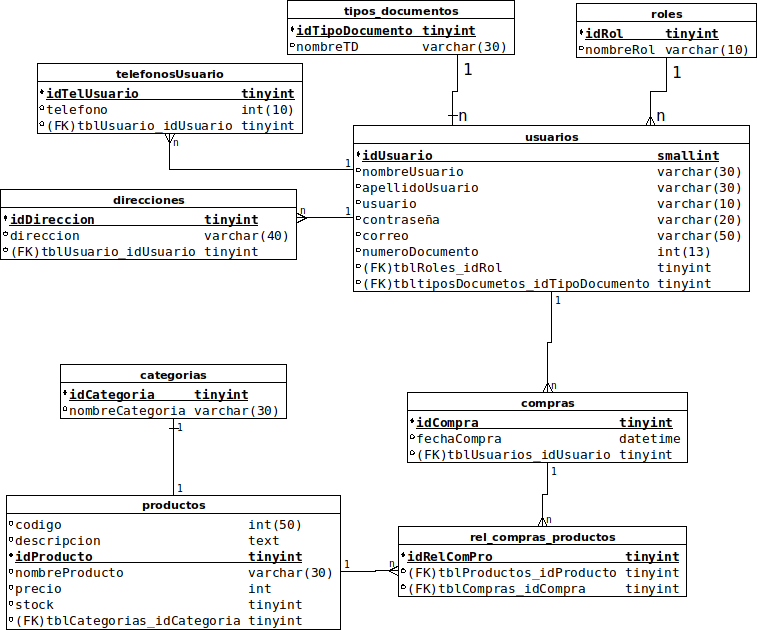 tipos_documentos
idTipoDocumento tinyint
nombreTD varchar(30)
roles
idRol tinyint
nombreRol varchar(10)
1
1
n
n
telefonosUsuario
idTelUsuario tinyint
telefono int(10)
(FK)tblUsuario_idUsuario tinyint
n
1
direcciones
idDireccion tinyint
direccion varchar(40)
(FK)tblUsuario_idUsuario tinyint
n
1
usuarios
idUsuario smallint
nombreUsuario varchar(30)
apellidoUsuario varchar(30)
usuario varchar(10)
contraseña varchar(20)
correo varchar(50)
numeroDocumento int(13)
(FK)tblRoles_idRol tinyint
(FK)tbltiposDocumetos_idTipoDocumento tinyint
1
n
categorias
idCategoria tinyint
nombreCategoria varchar(30)
1
1
compras
idCompra tinyint
fechaCompra datetime
(FK)tblUsuarios_idUsuario tinyint
1
n
productos
codigo int(50)
descripcion text
idProducto tinyint
nombreProducto varchar(30)
precio int
stock tinyint
(FK)tblCategorias_idCategoria tinyint
1
n
rel_compras_productos
idRelComPro tinyint
(FK)tblProductos_idProducto tinyint
(FK)tblCompras_idCompra tinyint